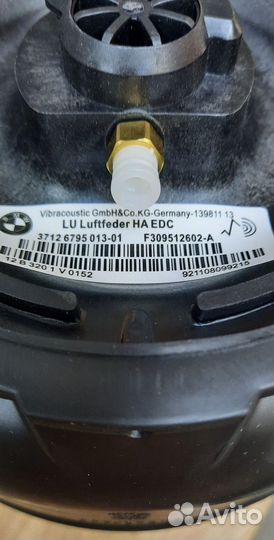 BMW
Vibracoustic GmbH&Co.KG-Germany-139811 13
LU Luftfeder HA EDC
3712 6795 013-01 F309512602-A
12 B 320 1 V 0152
921108099215
Avito